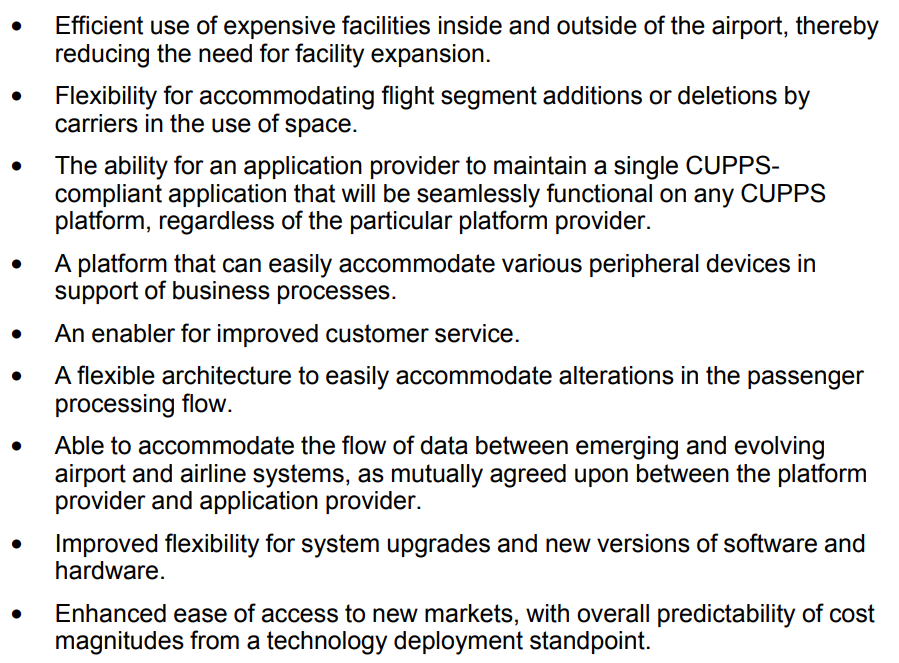 • Efficient use of expensive facilities inside and outside of the airport, thereby
reducing the need for facility expansion.
• Flexibility for accommodating flight segment additions or deletions by
carriers in the use of space.
• The ability for an application provider to maintain a single CUPPS-
compliant application that will be seamlessly functional on any CUPPS
platform, regardless of the particular platform provider.
• A platform that can easily accommodate various peripheral devices in
support of business processes.
• An enabler for improved customer service.
• A flexible architecture to easily accommodate alterations in the passenger
processing flow.
• Able to accommodate the flow of data between emerging and evolving
airport and airline systems, as mutually agreed upon between the platform
provider and application provider.
• Improved flexibility for system upgrades and new versions of software and
hardware.
• Enhanced ease of access to new markets, with overall predictability of cost
magnitudes from a technology deployment standpoint.